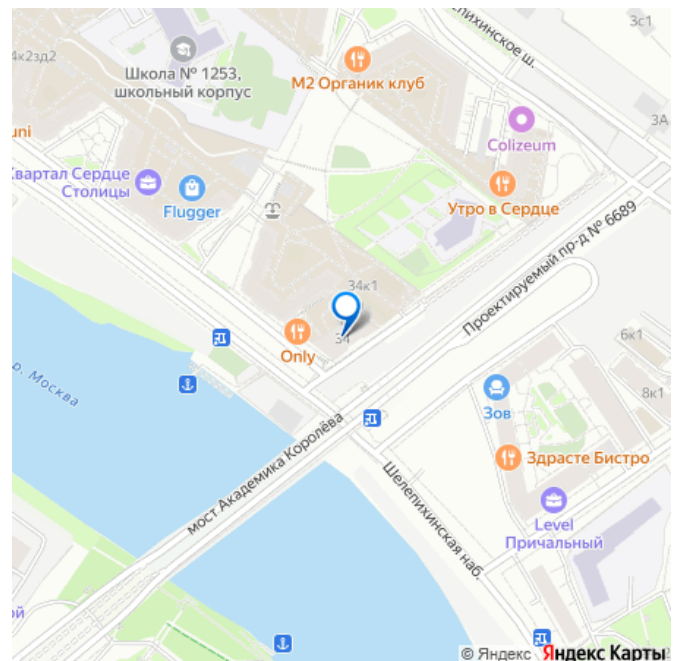 Шелепихинское ш.
3с1
4к2зд2
Школа № 1253,
школьный корпус
М2 Органик клуб
3А
Colizeum
uni
Квартал Сердце
Столицы
Flugger
Утро в Сердце
Проектируемый пр-д № 6689
34к1
34
Only
6к1
р. Москва
Зов
8к1
мост Академика Королёва
Здрасте Бистро
Шелепихинская наб.
Level
Причальный
ой
© Яндекс Яндекс Карты
2